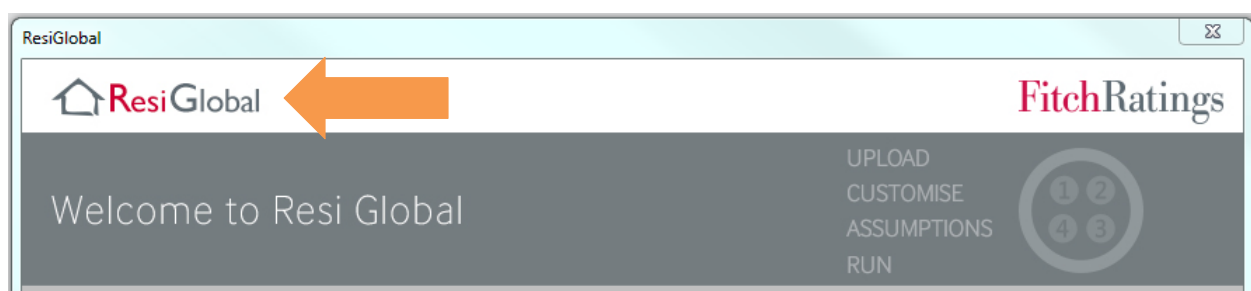 ResiGlobal
ResiGlobal
FitchRatings
Welcome to Resi Global
UPLOAD
CUSTOMISE
ASSUMPTIONS
RUN
1 2
4 3